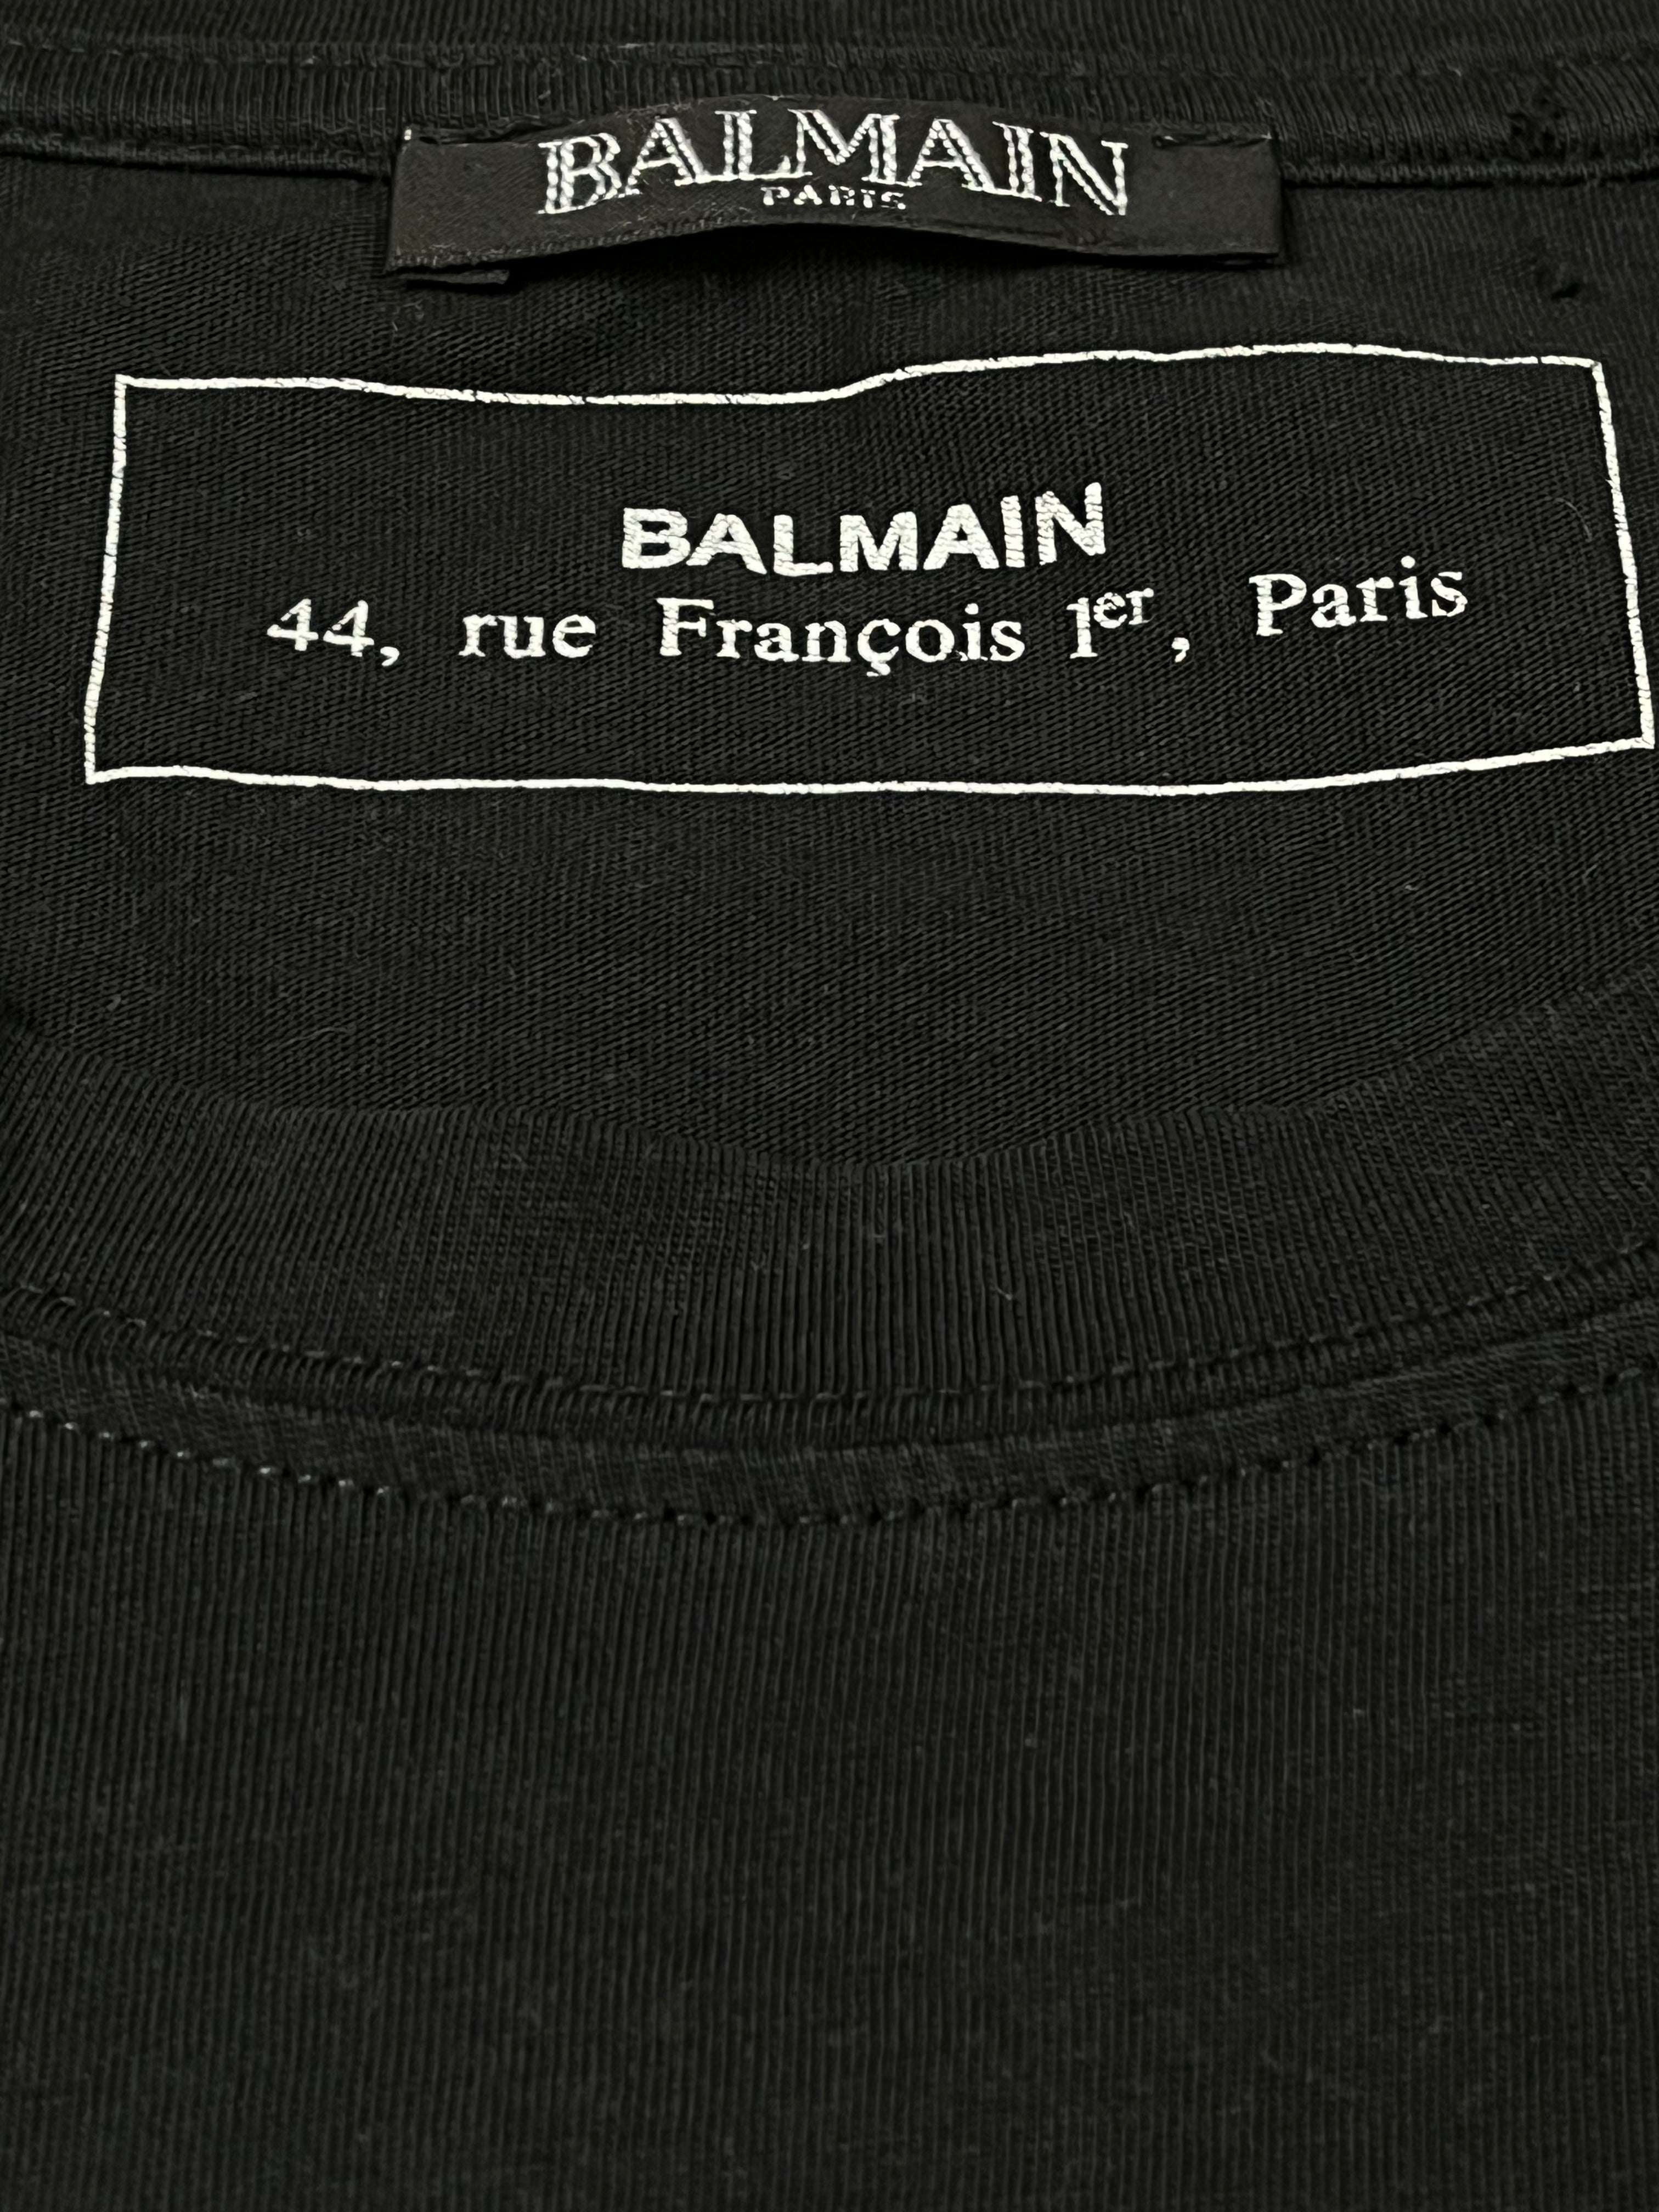 BALMAIN
PARIS
BALMAIN
44, rue François 1er, Paris